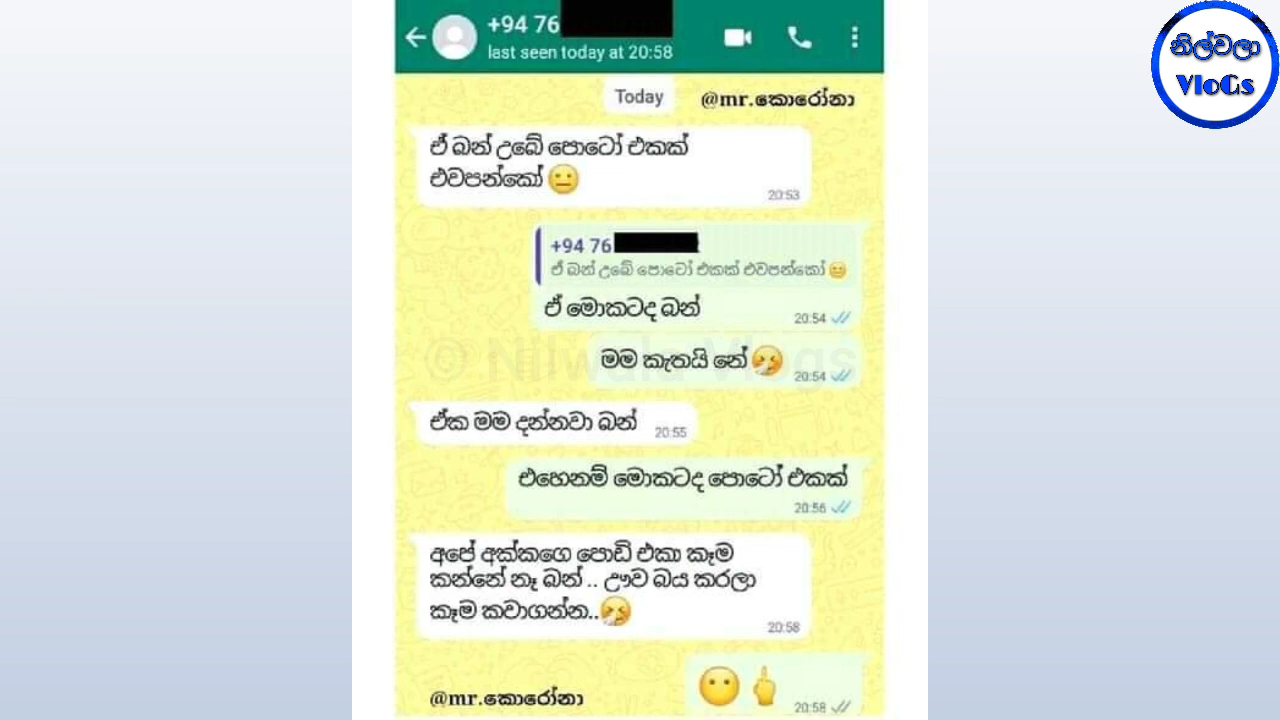 +94 76
last seen today at 20:58
නිල්වලා
VloGs
Today
@mr.කොරෝනා
ඒ බන් උබේ පොටෝ එකක්
එවපන්කෝ😐
20:53
+94 76
ඒ බන් උබේ පොටෝ එකක් එවපන්කෝ😐
ඒ මොකටද බන්
20:54
© Nilwala Vlogs
මම කැතයි නේ🤧
20:54
ඒක මම දන්නවා බන්
20:55
එහෙනම් මොකටද පොටෝ එකක්
20:56
අපේ අක්කගෙ පොඩි එකා කෑම
කන්නේ නෑ බන් .. ඌව බය කරලා
කෑම කවාගන්න..🤧
20:58
😶🖕
20:58
@mr.කොරෝනා